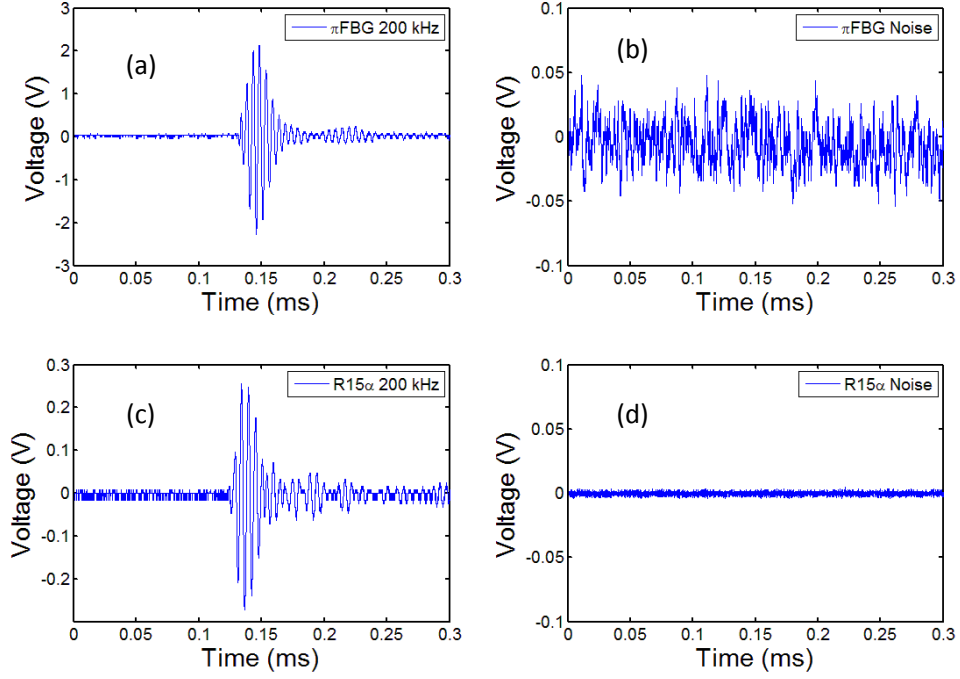 πFBG 200 kHz
(a)
Voltage (V)
3
2
1
0
-1
-2
-3
0 0.05 0.1 0.15 0.2 0.25 0.3
Time (ms)
πFBG Noise
(b)
Voltage (V)
0.1
0.05
0
-0.05
-0.1
0 0.05 0.1 0.15 0.2 0.25 0.3
Time (ms)
R15α 200 kHz
(c)
Voltage (V)
0.3
0.2
0.1
0
-0.1
-0.2
0 0.05 0.1 0.15 0.2 0.25 0.3
Time (ms)
R15α Noise
(d)
Voltage (V)
0.1
0.05
0
-0.05
-0.1
0 0.05 0.1 0.15 0.2 0.25 0.3
Time (ms)